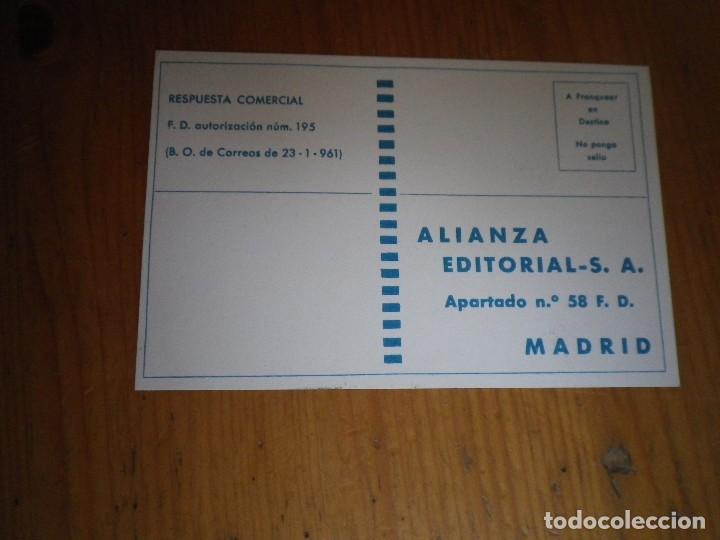 RESPUESTA COMERCIAL
F. D. autorización núm. 195
(B. O. de Correos de 23-1-961)
A Franquear
en
Destino
No ponga
sello
ALIANZA
EDITORIAL-S. A.
Apartado n.º 58 F. D.
MADRID
todocoleccion.net